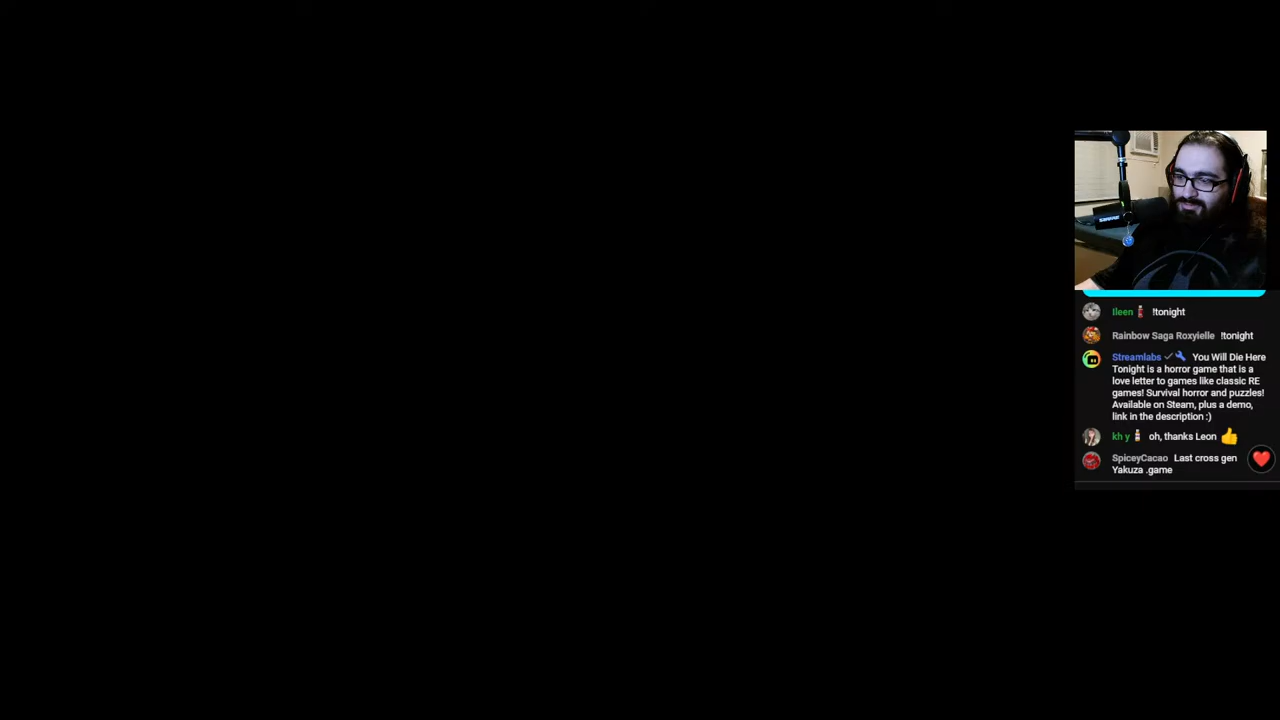 SHURE
Ileen !tonight
Rainbow Saga Roxyielle !tonight
Streamlabs You Will Die Here
Tonight is a horror game that is a
love letter to games like classic RE
games! Survival horror and puzzles!
Available on Steam, plus a demo,
link in the description :)
kh y oh, thanks Leon 👍
SpiceyCacao Last cross gen
Yakuza .game